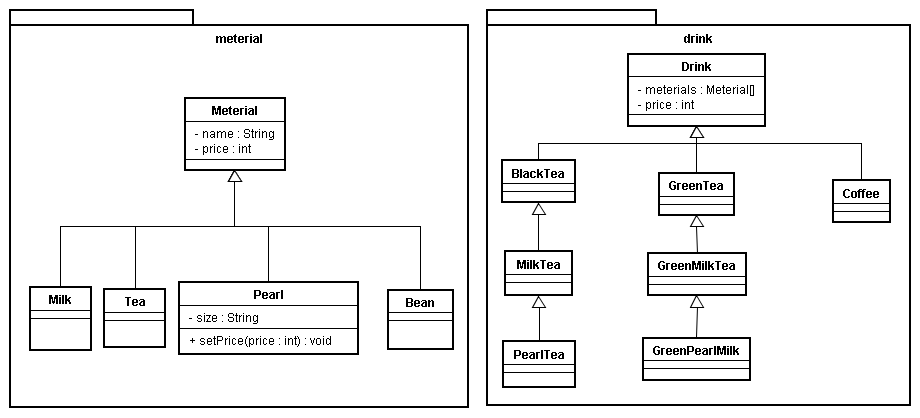 meterial
Meterial
- name : String
- price : int
Milk
Tea
Pearl
- size : String
+ setPrice(price : int) : void
Bean
drink
Drink
- meterials : Meterial[]
- price : int
BlackTea
GreenTea
Coffee
MilkTea
GreenMilkTea
PearlTea
GreenPearlMilk